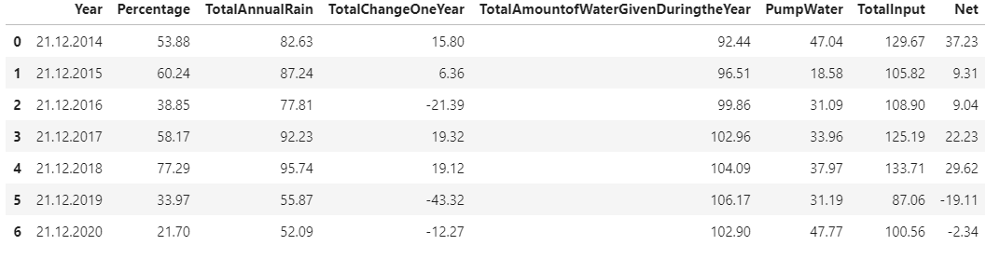 Year Percentage TotalAnnualRain TotalChangeOneYear TotalAmountofWaterGivenDuringtheYear PumpWater TotalInput Net
0 21.12.2014 53.88 82.63 15.80 92.44 47.04 129.67 37.23
1 21.12.2015 60.24 87.24 6.36 96.51 18.58 105.82 9.31
2 21.12.2016 38.85 77.81 -21.39 99.86 31.09 108.90 9.04
3 21.12.2017 58.17 92.23 19.32 102.96 33.96 125.19 22.23
4 21.12.2018 77.29 95.74 19.12 104.09 37.97 133.71 29.62
5 21.12.2019 33.97 55.87 -43.32 106.17 31.19 87.06 -19.11
6 21.12.2020 21.70 52.09 -12.27 102.90 47.77 100.56 -2.34